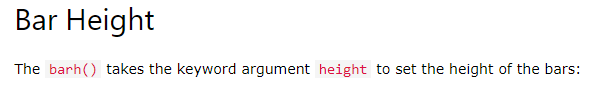 Bar Height
The barh() takes the keyword argument height to set the height of the bars: